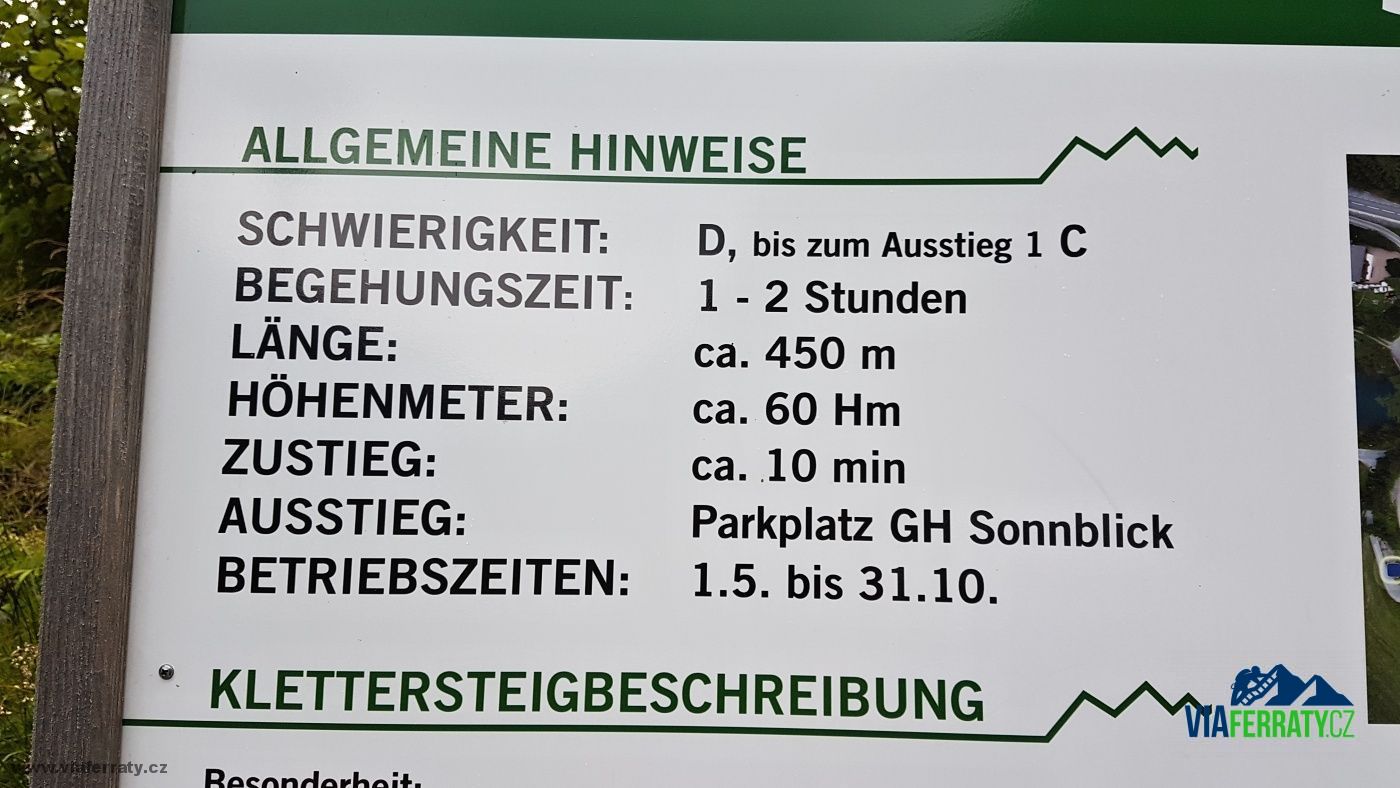 ALLGEMEINE HINWEISE
SCHWIERIGKEIT: D, bis zum Ausstieg 1 C
BEGEHUNGSZEIT: 1 - 2 Stunden
LÄNGE: ca. 450 m
HÖHENMETER: ca. 60 Hm
ZUSTIEG: ca. 10 min
AUSSTIEG: Parkplatz GH Sonnblick
BETRIEBSZEITEN: 1.5. bis 31.10.
KLETTERSTEIGBESCHREIBUNG
VIAFERRATY.CZ
www.viaferraty.cz
Besonderheit: